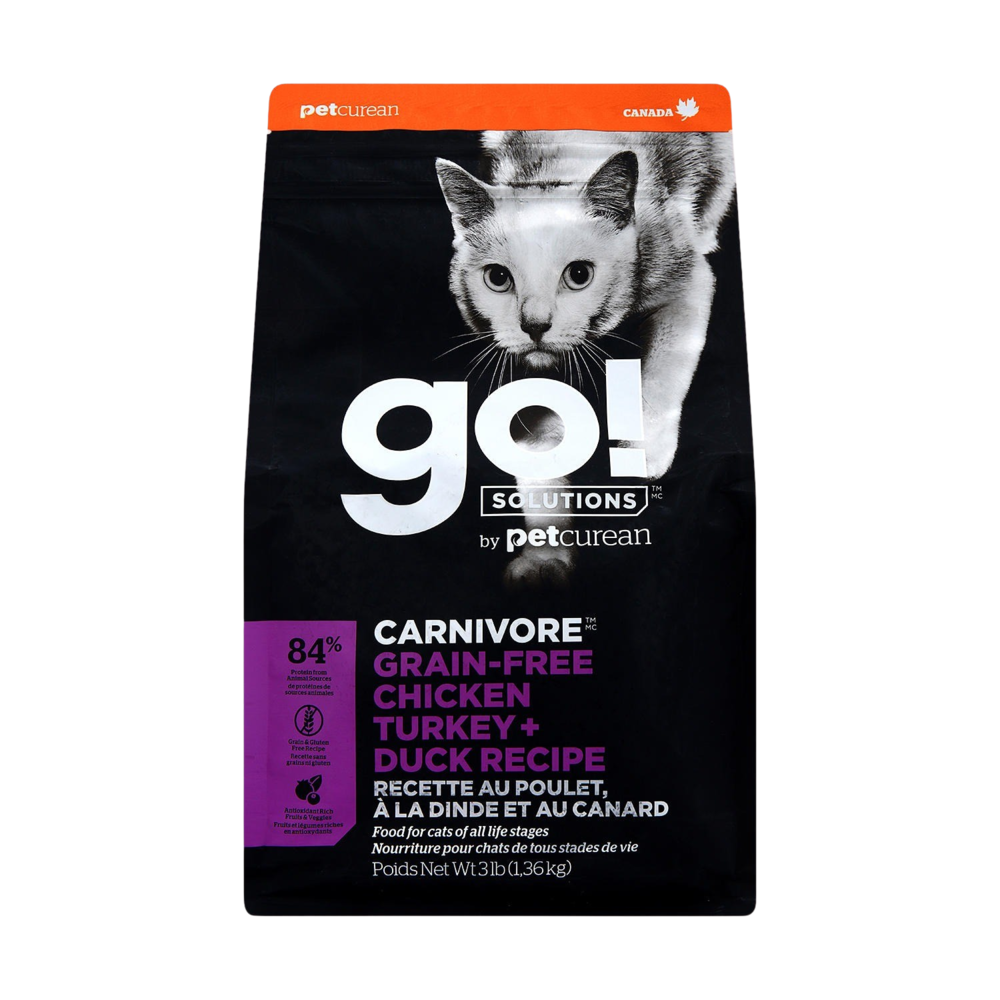 petcurean
CANADA
go!
SOLUTIONS
TM
MC
by petcurean
CARNIVORE TM
MC
GRAIN-FREE
CHICKEN
TURKEY +
DUCK RECIPE
RECETTE AU POULET,
À LA DINDE ET AU CANARD
Food for cats of all life stages
Nourriture pour chats de tous stades de vie
Poids Net Wt 3 lb (1,36 kg)
84%
Protein from
Animal Sources
de protéines de
sources animales
Grain & Gluten
Free Recipe
Recette sans
grains ni gluten
Antioxidant Rich
Fruits & Veggies
Fruits et légumes riches
en antioxydants